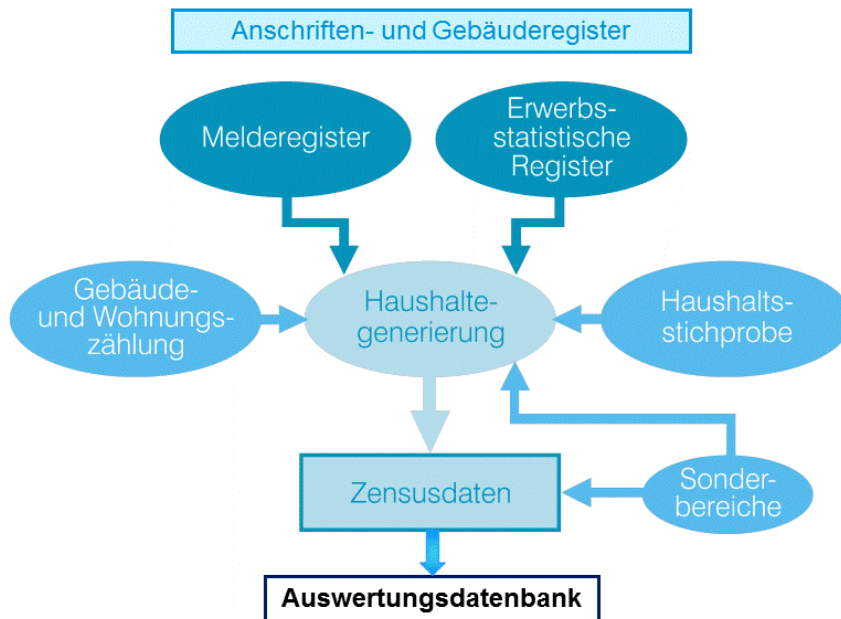 Anschriften- und Gebäuderegister
Melderegister
Erwerbs-
statistische
Register
Gebäude-
und Wohnungs-
zählung
Haushalte-
generierung
Haushalts-
stichprobe
Zensusdaten
Sonder-
bereiche
Auswertungsdatenbank